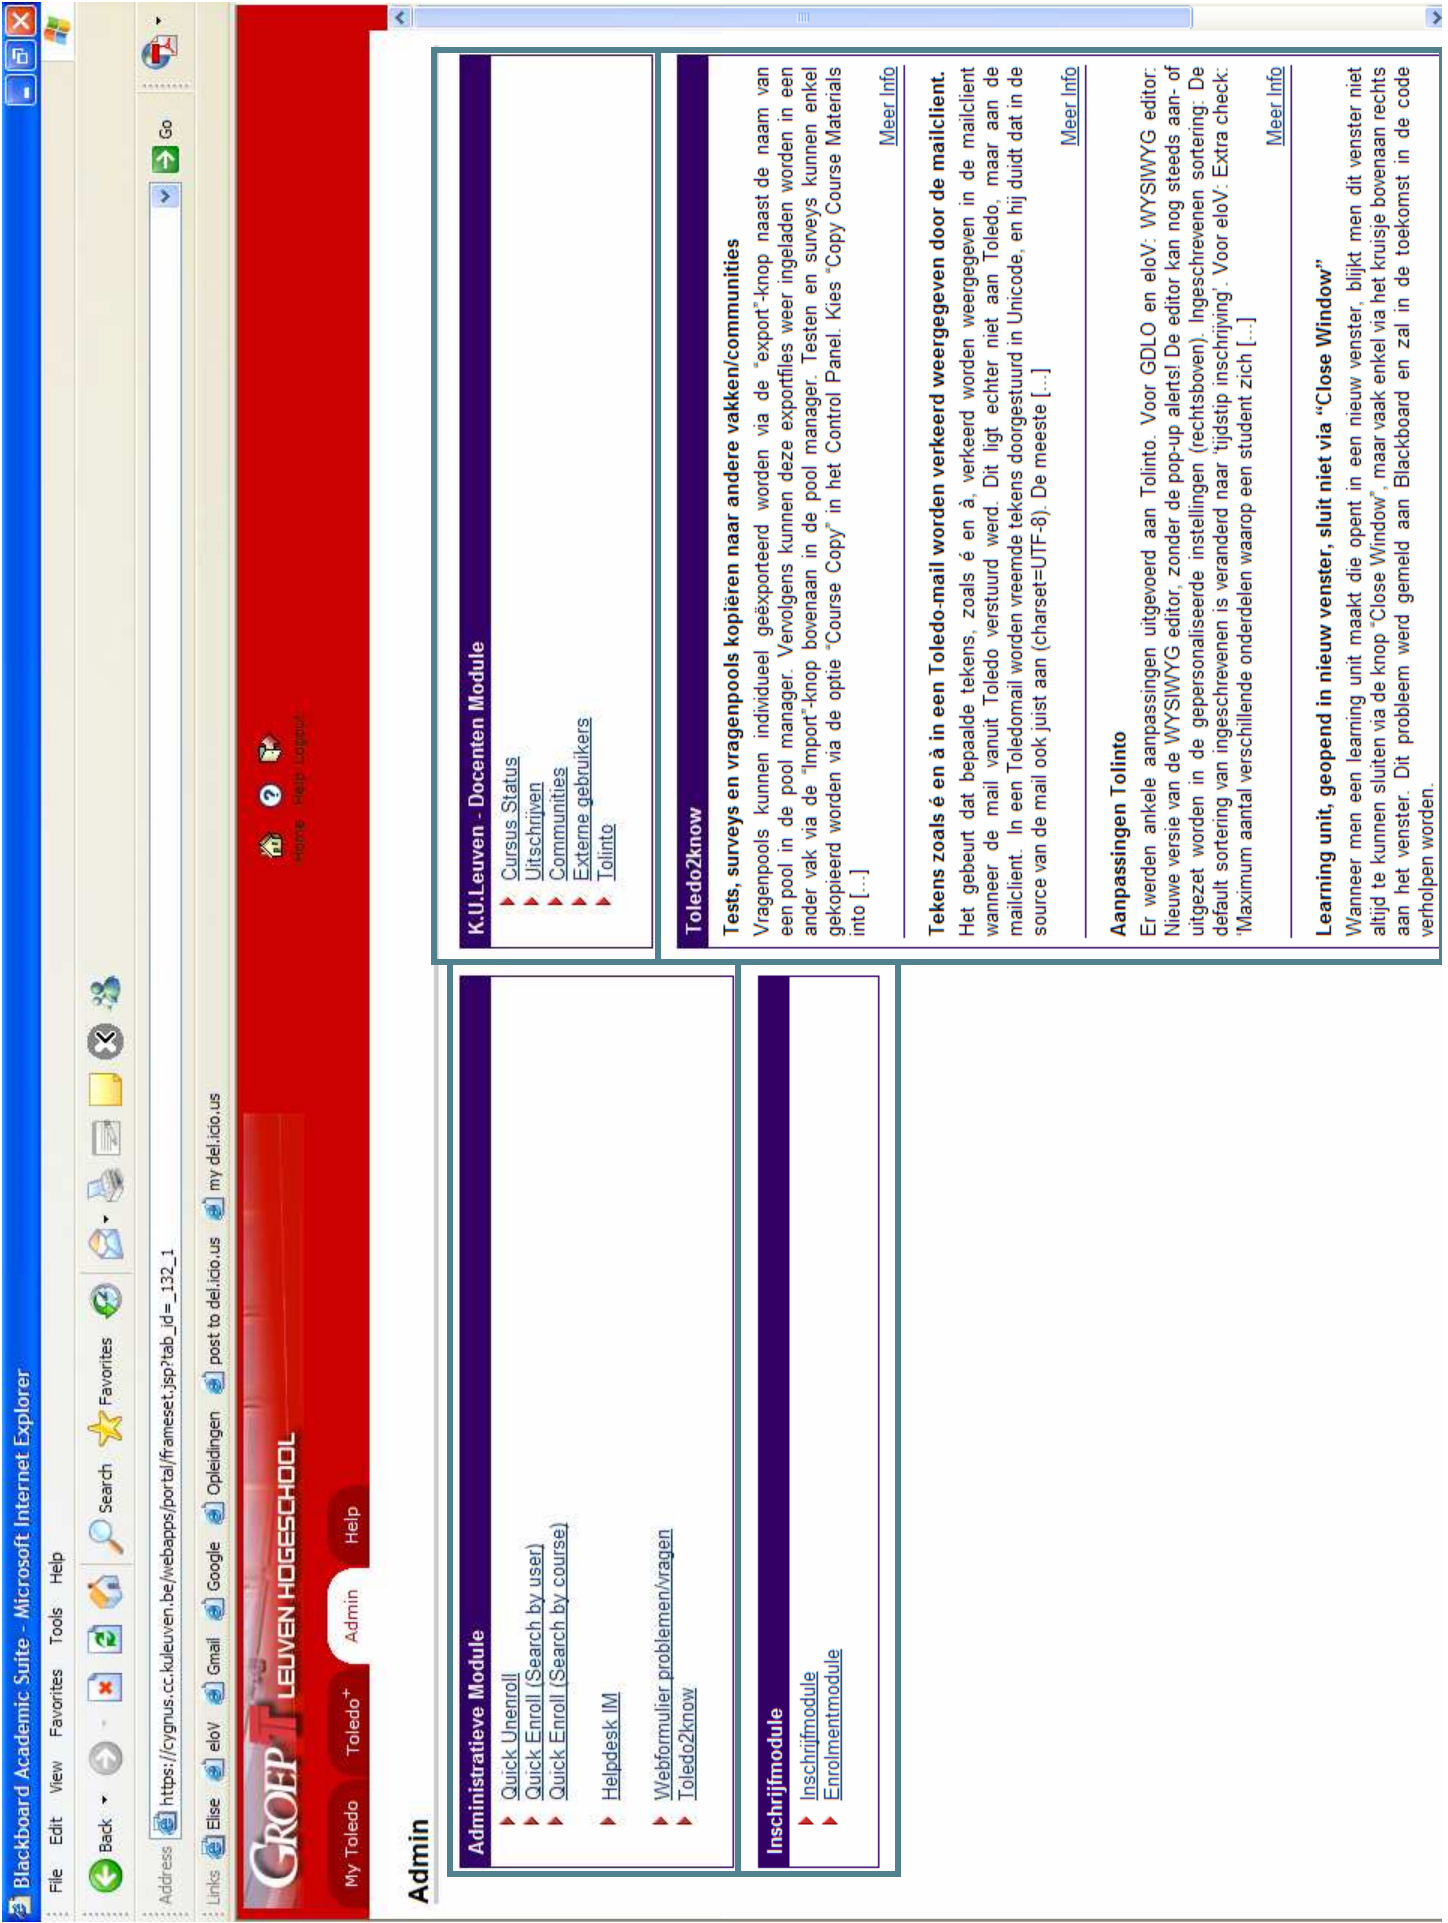 Blackboard Academic Suite - Microsoft Internet Explorer
File Edit View Favorites Tools Help
Back Search Favorites
Address https://cygnus.cc.kuleuven.be/webapps/portal/frameset.jsp?tab_id=_132_1 Go
Links Elise eloV Gmail Google Opleidingen post to del.icio.us my del.icio.us
GROEP T LEUVEN HOGESCHOOL
Home Help Logout
My Toledo Toledo+ Admin Help
Admin
Administratieve Module
Quick Unenroll
Quick Enroll (Search by user)
Quick Enroll (Search by course)
Helpdesk IM
Webformulier problemen/vragen
Toledo2know
Inschrijfmodule
Inschrijfmodule
Enrolmentmodule
K.U.Leuven - Docenten Module
Cursus Status
Uitschrijven
Communities
Externe gebruikers
Tolinto
Toledo2know
Tests, surveys en vragenpools kopiëren naar andere vakken/communities
Vragenpools kunnen individueel geëxporteerd worden via de "export"-knop naast de naam van
een pool in de pool manager. Vervolgens kunnen deze exportfiles weer ingeladen worden in een
ander vak via de "Import"-knop bovenaan in de pool manager. Testen en surveys kunnen enkel
gekopieerd worden via de optie "Course Copy" in het Control Panel. Kies "Copy Course Materials
into [...]
Meer Info
Tekens zoals é en à in een Toledo-mail worden verkeerd weergegeven door de mailclient.
Het gebeurt dat bepaalde tekens, zoals é en à, verkeerd worden weergegeven in de mailclient
wanneer de mail vanuit Toledo verstuurd werd. Dit ligt echter niet aan Toledo, maar aan de
mailclient. In een Toledomail worden vreemde tekens doorgestuurd in Unicode, en hij duidt dat in de
source van de mail ook juist aan (charset=UTF-8). De meeste [...]
Meer Info
Aanpassingen Tolinto
Er werden ankele aanpassingen uitgevoerd aan Tolinto. Voor GDLO en eloV: WYSIWYG editor:
Nieuwe versie van de WYSIWYG editor, zonder de pop-up alerts! De editor kan nog steeds aan- of
uitgezet worden in de gepersonaliseerde instellingen (rechtsboven). Ingeschrevenen sortering: De
default sortering van ingeschrevenen is veranderd naar 'tijdstip inschrijving'. Voor eloV: Extra check:
'Maximum aantal verschillende onderdelen waarop een student zich [...]
Meer Info
Learning unit, geopend in nieuw venster, sluit niet via “Close Window”
Wanneer men een learning unit maakt die opent in een nieuw venster, blijkt men dit venster niet
altijd te kunnen sluiten via de knop "Close Window", maar vaak enkel via het kruisje bovenaan rechts
aan het venster. Dit probleem werd gemeld aan Blackboard en zal in de toekomst in de code
verholpen worden.